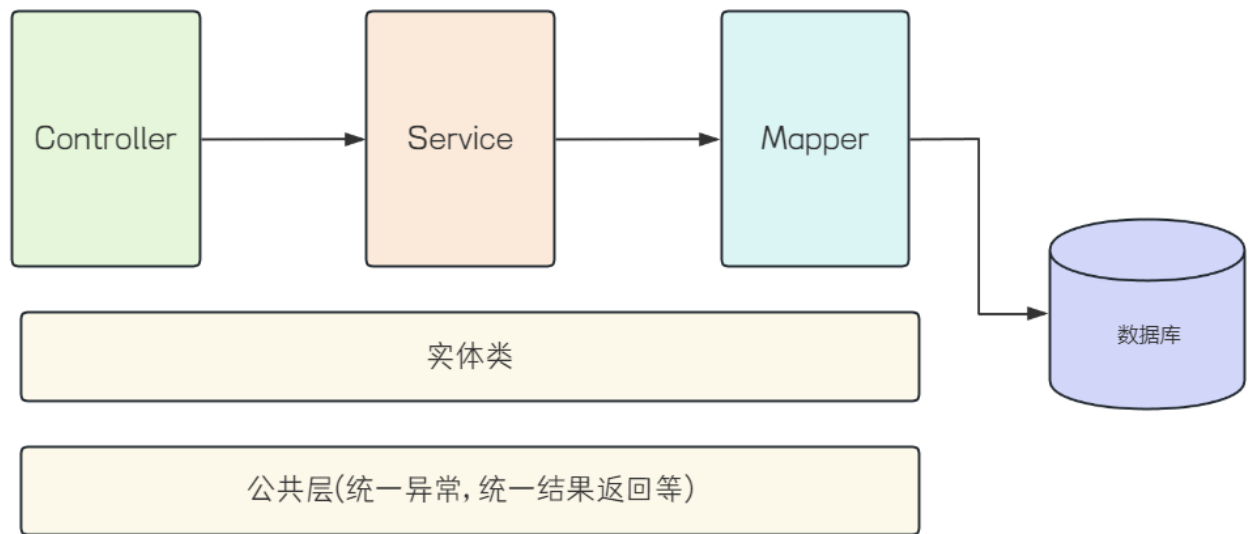 Controller
Service
Mapper
数据库
实体类
公共层(统一异常, 统一结果返回等)